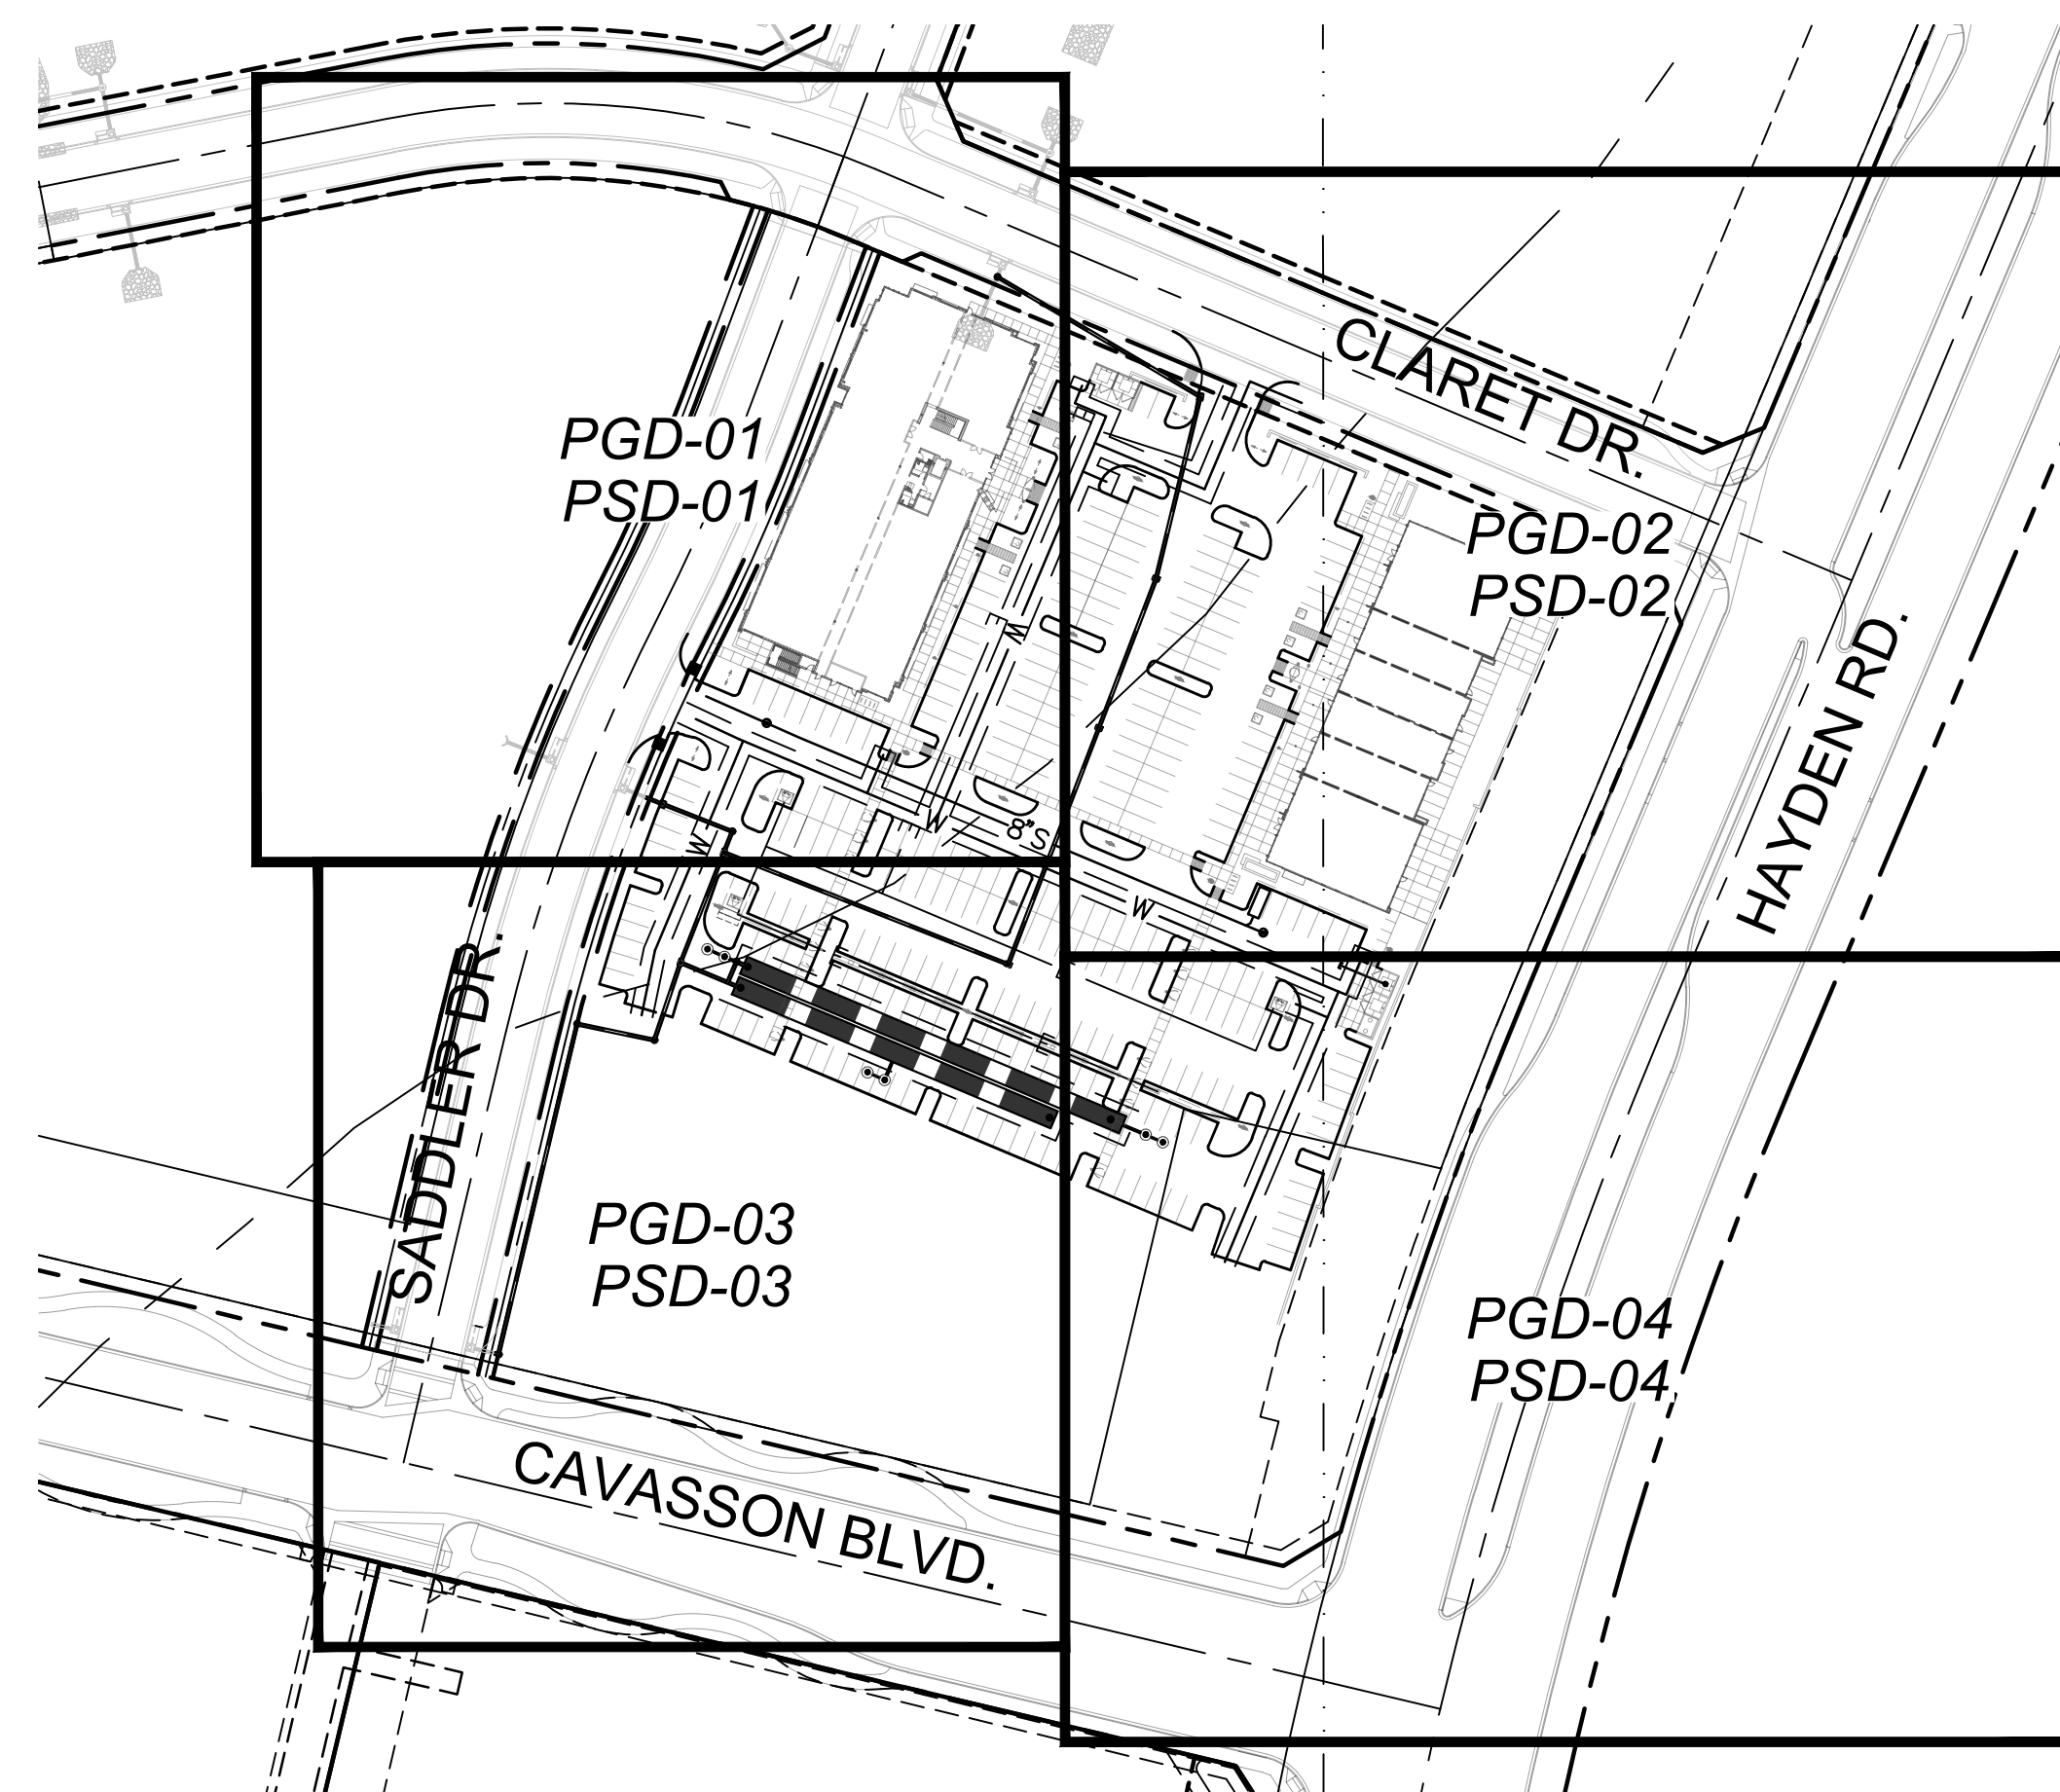 CLARET DR.
PGD-01
PSD-01
PGD-02
PSD-02
HAYDEN RD.
W
W
8"S
W
W
SADDLER DR.
PGD-03
PSD-03
PGD-04
PSD-04
CAVASSON BLVD.